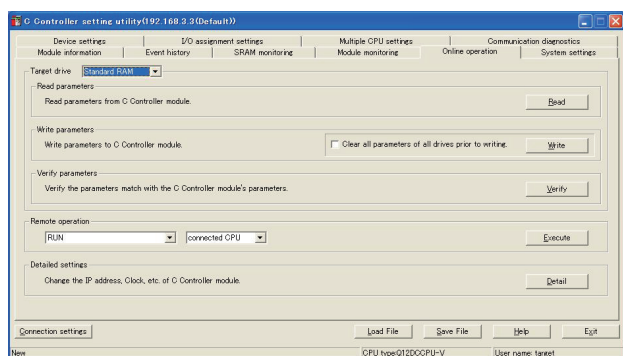 C Controller setting utility(192.168.3.3(Default))
Device settings I/O assignment settings Multiple CPU settings Communication diagnostics
Module information Event history SRAM monitoring Module monitoring Online operation System settings
Target drive Standard RAM
Read parameters
Read parameters from C Controller module. Read
Write parameters
Write parameters to C Controller module. Clear all parameters of all drives prior to writing. Write
Verify parameters
Verify the parameters match with the C Controller module's parameters. Verify
Remote operation
RUN connected CPU Execute
Detailed settings
Change the IP address, Clock, etc. of C Controller module. Detail
Connection settings Load File Save File Help Exit
New CPU type:Q12DCCPU-V User name: target